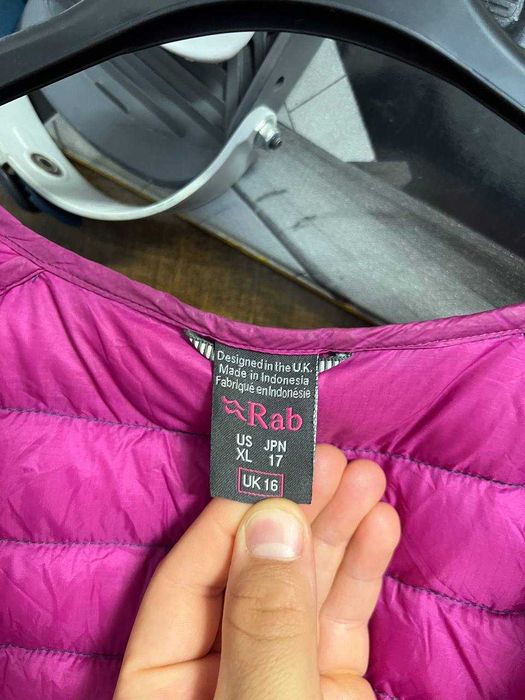 Designed in the U.K.
Made in Indonesia
Fabriqué en Indonésie
Rab
US JPN
XL 17
UK 16